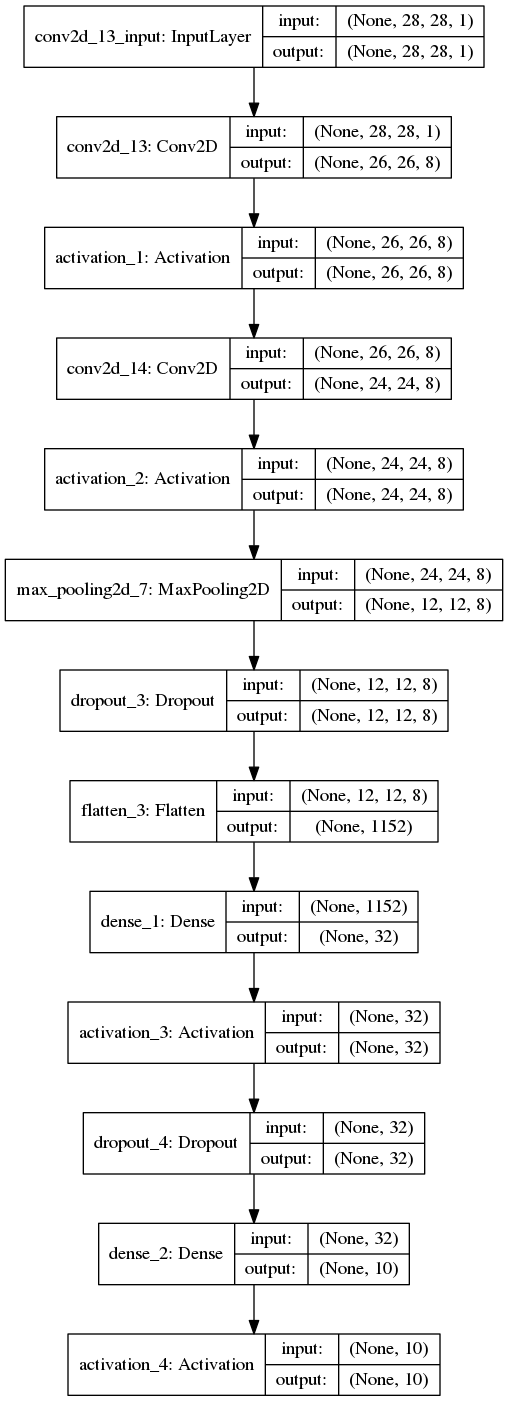 conv2d_13_input: InputLayer
input:
(None, 28, 28, 1)
output:
(None, 28, 28, 1)
conv2d_13: Conv2D
input:
(None, 28, 28, 1)
output:
(None, 26, 26, 8)
activation_1: Activation
input:
(None, 26, 26, 8)
output:
(None, 26, 26, 8)
conv2d_14: Conv2D
input:
(None, 26, 26, 8)
output:
(None, 24, 24, 8)
activation_2: Activation
input:
(None, 24, 24, 8)
output:
(None, 24, 24, 8)
max_pooling2d_7: MaxPooling2D
input:
(None, 24, 24, 8)
output:
(None, 12, 12, 8)
dropout_3: Dropout
input:
(None, 12, 12, 8)
output:
(None, 12, 12, 8)
flatten_3: Flatten
input:
(None, 12, 12, 8)
output:
(None, 1152)
dense_1: Dense
input:
(None, 1152)
output:
(None, 32)
activation_3: Activation
input:
(None, 32)
output:
(None, 32)
dropout_4: Dropout
input:
(None, 32)
output:
(None, 32)
dense_2: Dense
input:
(None, 32)
output:
(None, 10)
activation_4: Activation
input:
(None, 10)
output:
(None, 10)